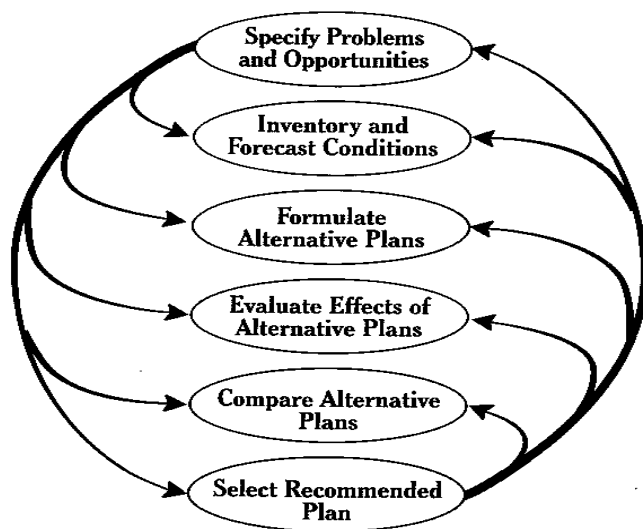 Specify Problems
and Opportunities
Inventory and
Forecast Conditions
Formulate
Alternative Plans
Evaluate Effects of
Alternative Plans
Compare Alternative
Plans
Select Recommended
Plan